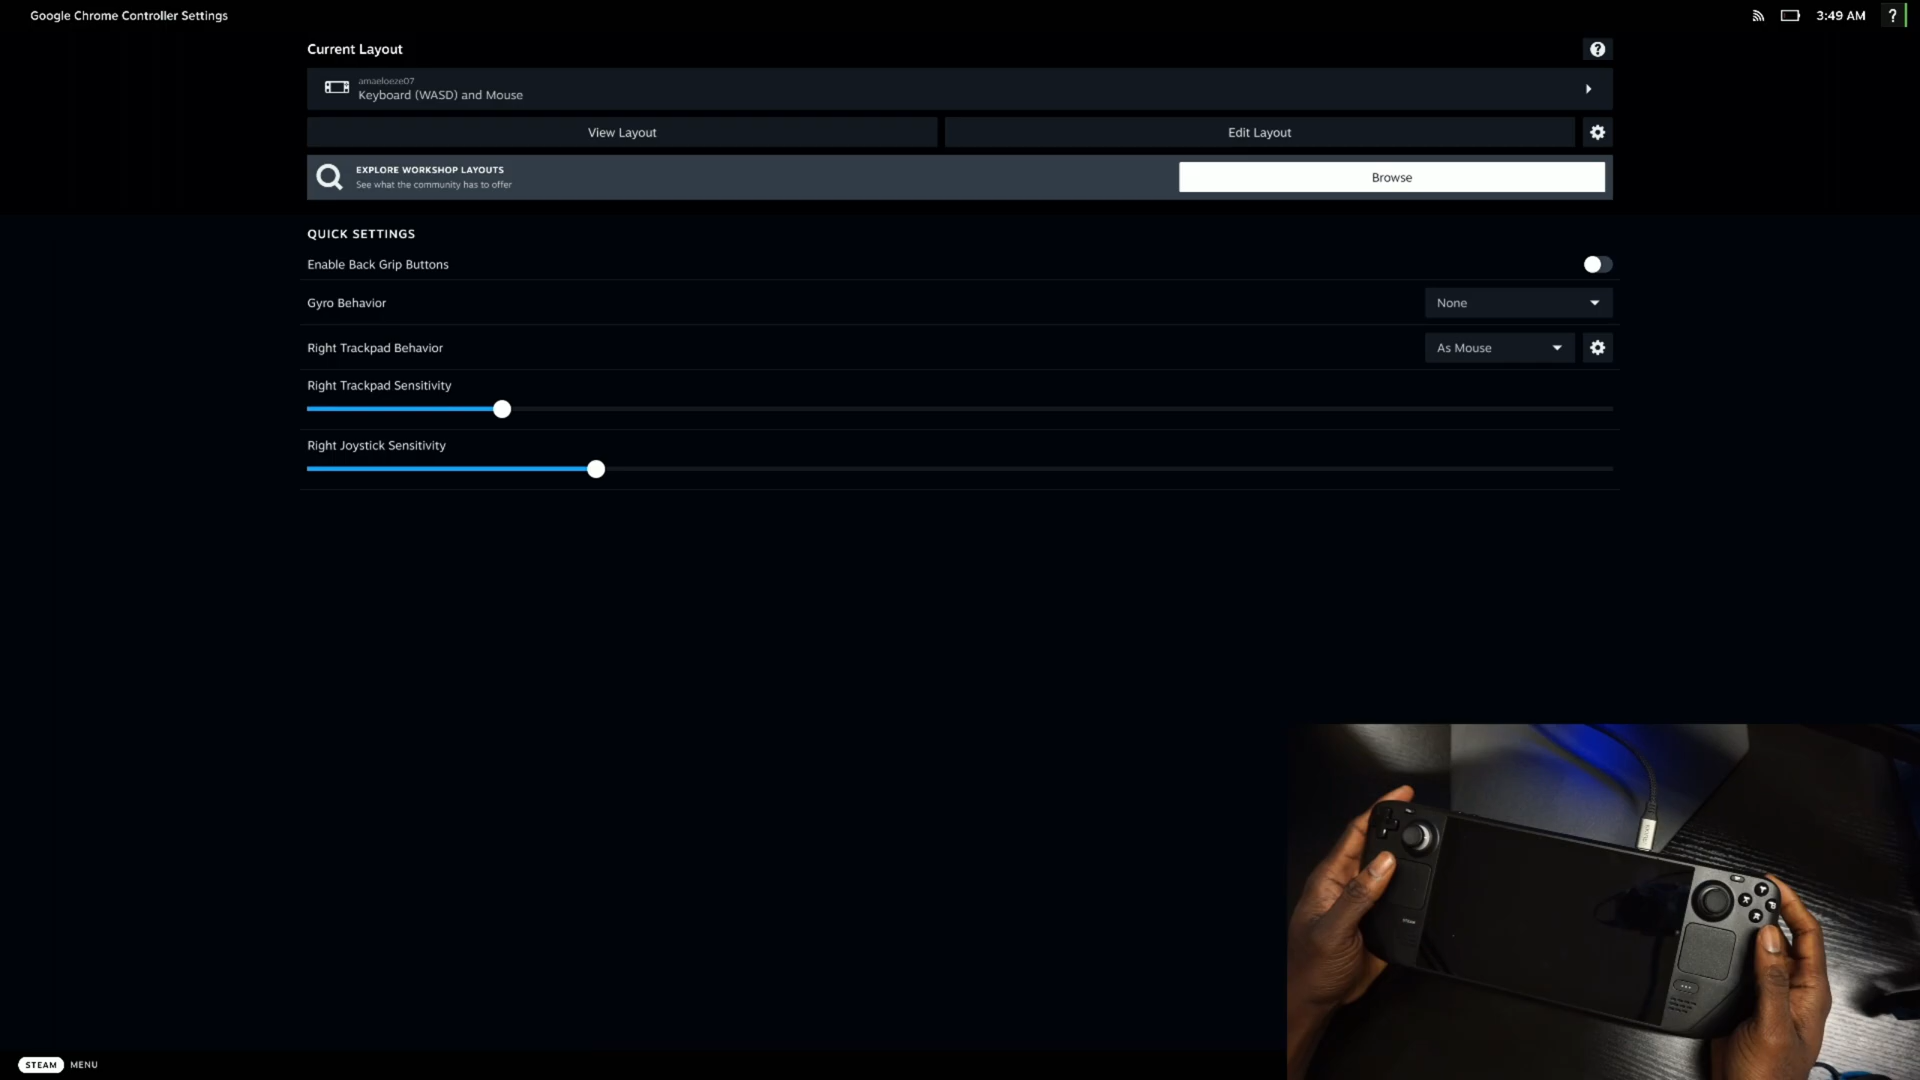 Google Chrome Controller Settings
3:49 AM
?
Current Layout
?
amaeloeze07
Keyboard (WASD) and Mouse
View Layout
Edit Layout
EXPLORE WORKSHOP LAYOUTS
See what the community has to offer
Browse
QUICK SETTINGS
Enable Back Grip Buttons
Gyro Behavior
None
Right Trackpad Behavior
As Mouse
Right Trackpad Sensitivity
Right Joystick Sensitivity
STEAM
STEAM MENU